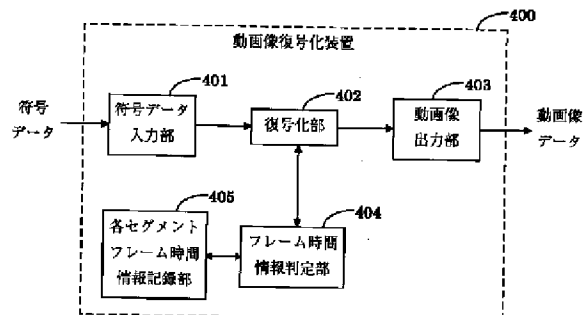 400
動画像復号化装置
401
402
403
符号
データ
符号データ
入力部
復号化部
動画像
出力部
動画像
データ
405
404
各セグメント
フレーム時間
情報記録部
フレーム時間
情報判定部